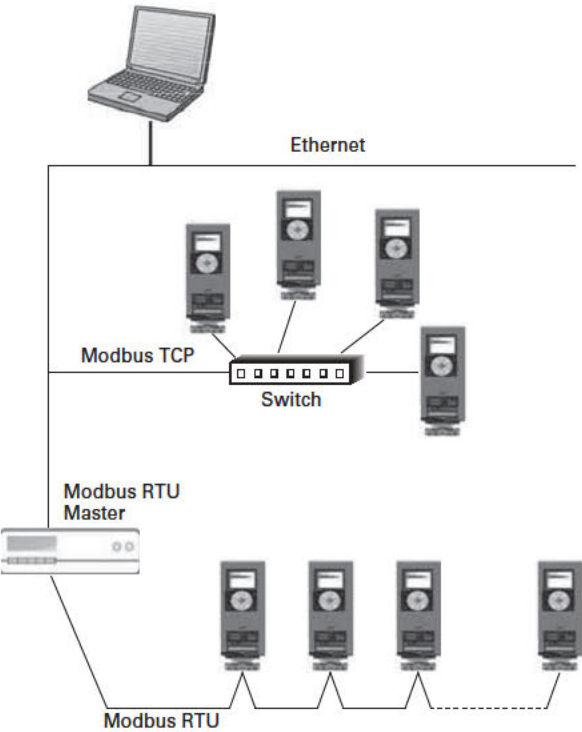 Ethernet
Modbus TCP
Switch
Modbus RTU
Master
Modbus RTU